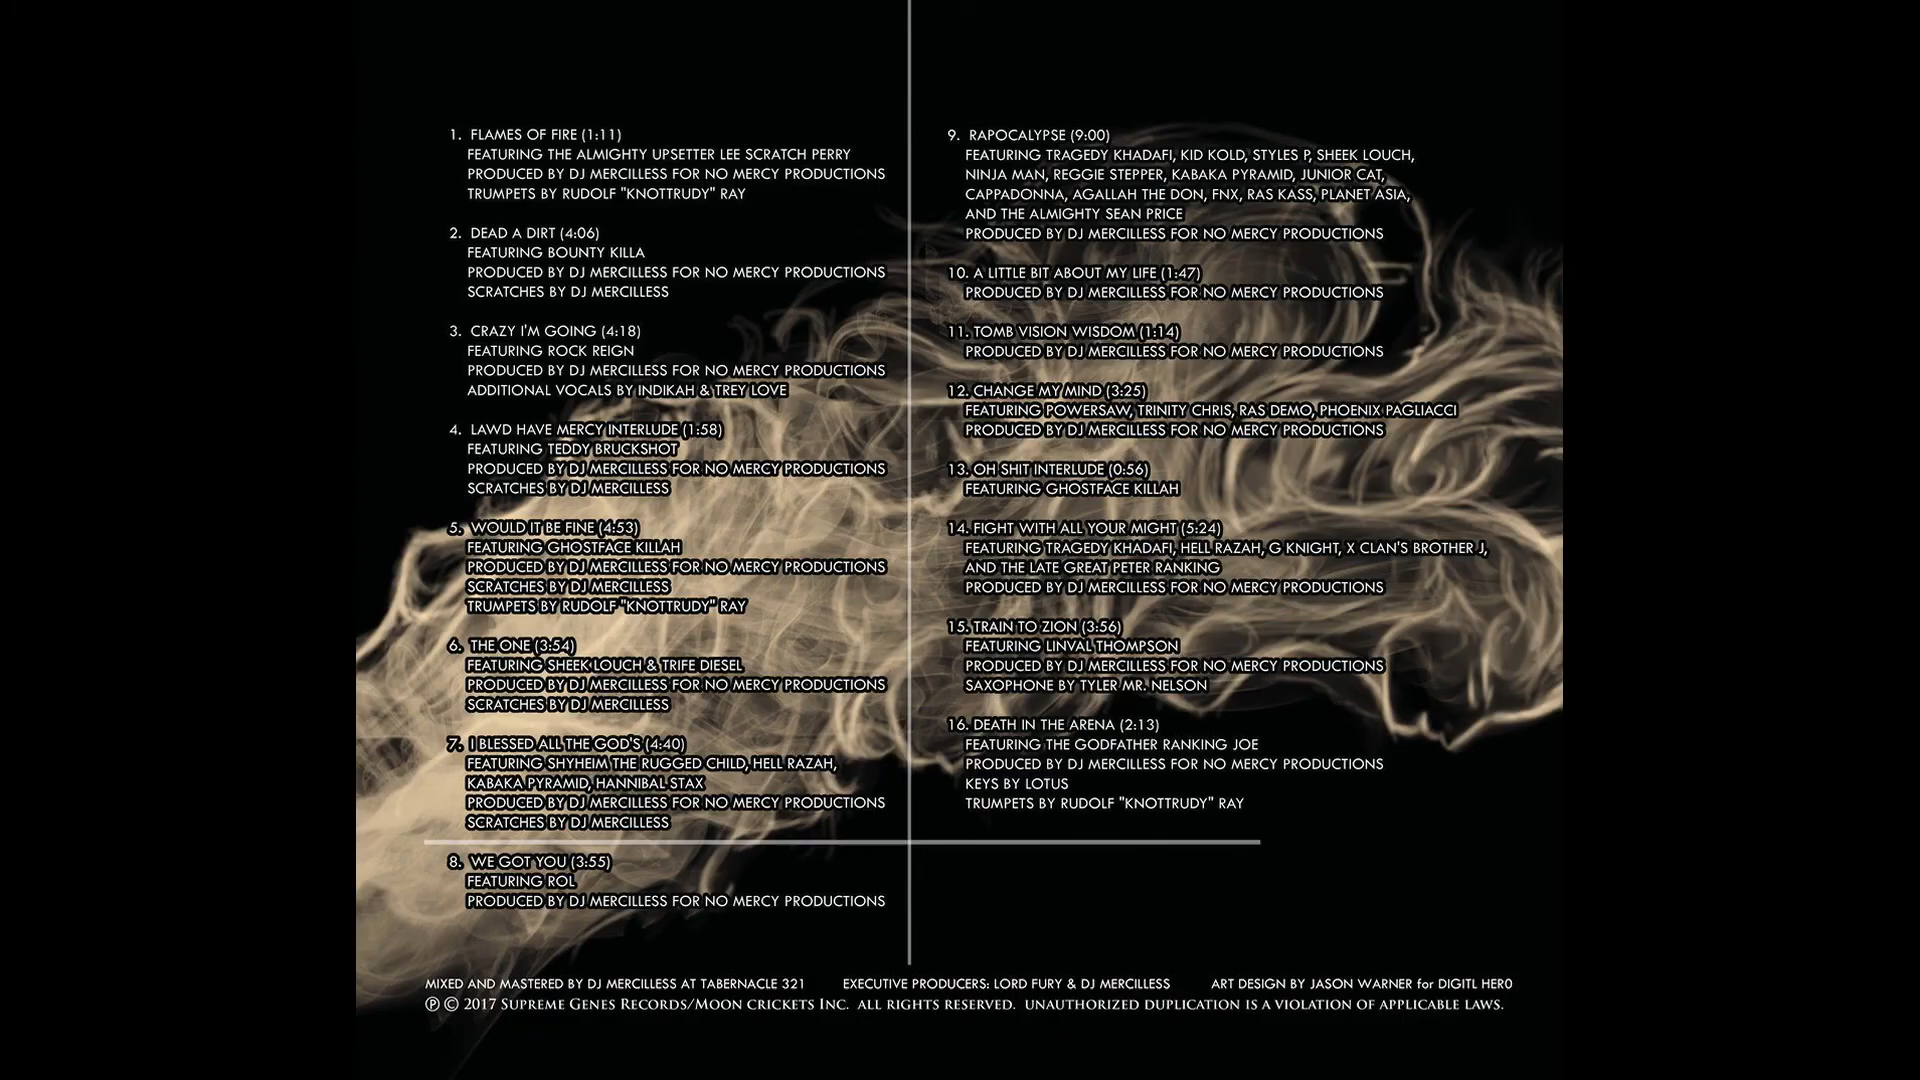 1. FLAMES OF FIRE (1:11)
FEATURING THE ALMIGHTY UPSETTER LEE SCRATCH PERRY
PRODUCED BY DJ MERCILLESS FOR NO MERCY PRODUCTIONS
TRUMPETS BY RUDOLF "KNOTTRUDY" RAY
2. DEAD A DIRT (4:06)
FEATURING BOUNTY KILLA
PRODUCED BY DJ MERCILLESS FOR NO MERCY PRODUCTIONS
SCRATCHES BY DJ MERCILLESS
3. CRAZY I'M GOING (4:18)
FEATURING ROCK REIGN
PRODUCED BY DJ MERCILLESS FOR NO MERCY PRODUCTIONS
ADDITIONAL VOCALS BY INDIKAH & TREY LOVE
4. LAWD HAVE MERCY INTERLUDE (1:58)
FEATURING TEDDY BRUCKSHOT
PRODUCED BY DJ MERCILLESS FOR NO MERCY PRODUCTIONS
SCRATCHES BY DJ MERCILLESS
5. WOULD IT BE FINE (4:53)
FEATURING GHOSTFACE KILLAH
PRODUCED BY DJ MERCILLESS FOR NO MERCY PRODUCTIONS
SCRATCHES BY DJ MERCILLESS
TRUMPETS BY RUDOLF "KNOTTRUDY" RAY
6. THE ONE (3:54)
FEATURING SHEEK LOUCH & TRIFE DIESEL
PRODUCED BY DJ MERCILLESS FOR NO MERCY PRODUCTIONS
SCRATCHES BY DJ MERCILLESS
7. I BLESSED ALL THE GOD'S (4:40)
FEATURING SHYHEIM THE RUGGED CHILD, HELL RAZAH,
KABAKA PYRAMID, HANNIBAL STAX
PRODUCED BY DJ MERCILLESS FOR NO MERCY PRODUCTIONS
SCRATCHES BY DJ MERCILLESS
8. WE GOT YOU (3:55)
FEATURING ROL
PRODUCED BY DJ MERCILLESS FOR NO MERCY PRODUCTIONS
9. RAPOCALYPSE (9:00)
FEATURING TRAGEDY KHADAFI, KID KOLD, STYLES P, SHEEK LOUCH,
NINJA MAN, REGGIE STEPPER, KABAKA PYRAMID, JUNIOR CAT,
CAPPADONNA, AGALLAH THE DON, FNX, RAS KASS, PLANET ASIA,
AND THE ALMIGHTY SEAN PRICE
PRODUCED BY DJ MERCILLESS FOR NO MERCY PRODUCTIONS
10. A LITTLE BIT ABOUT MY LIFE (1:47)
PRODUCED BY DJ MERCILLESS FOR NO MERCY PRODUCTIONS
11. TOMB VISION WISDOM (1:14)
PRODUCED BY DJ MERCILLESS FOR NO MERCY PRODUCTIONS
12. CHANGE MY MIND (3:25)
FEATURING POWERSAW, TRINITY CHRIS, RAS DEMO, PHOENIX PAGLIACCI
PRODUCED BY DJ MERCILLESS FOR NO MERCY PRODUCTIONS
13. OH SHIT INTERLUDE (0:56)
FEATURING GHOSTFACE KILLAH
14. FIGHT WITH ALL YOUR MIGHT (5:24)
FEATURING TRAGEDY KHADAFI, HELL RAZAH, G KNIGHT, X CLAN'S BROTHER J,
AND THE LATE GREAT PETER RANKING
PRODUCED BY DJ MERCILLESS FOR NO MERCY PRODUCTIONS
15. TRAIN TO ZION (3:56)
FEATURING LINVAL THOMPSON
PRODUCED BY DJ MERCILLESS FOR NO MERCY PRODUCTIONS
SAXOPHONE BY TYLER MR. NELSON
16. DEATH IN THE ARENA (2:13)
FEATURING THE GODFATHER RANKING JOE
PRODUCED BY DJ MERCILLESS FOR NO MERCY PRODUCTIONS
KEYS BY LOTUS
TRUMPETS BY RUDOLF "KNOTTRUDY" RAY
MIXED AND MASTERED BY DJ MERCILLESS AT TABERNACLE 321 EXECUTIVE PRODUCERS: LORD FURY & DJ MERCILLESS ART DESIGN BY JASON WARNER for DIGITL HER0
℗ © 2017 SUPREME GENES RECORDS/MOON CRICKETS INC. ALL RIGHTS RESERVED. UNAUTHORIZED DUPLICATION IS A VIOLATION OF APPLICABLE LAWS.